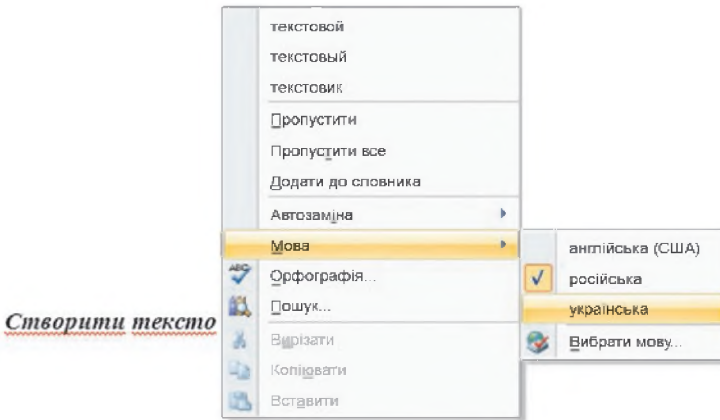 текстовой
текстовый
текстовик
Пропустити
Пропустити все
Додати до словника
Автозаміна
Мова
Орфографія...
Пошук...
Вирізати
Копіювати
Вставити
англійська (США)
російська
українська
Вибрати мову...
Створити тексто